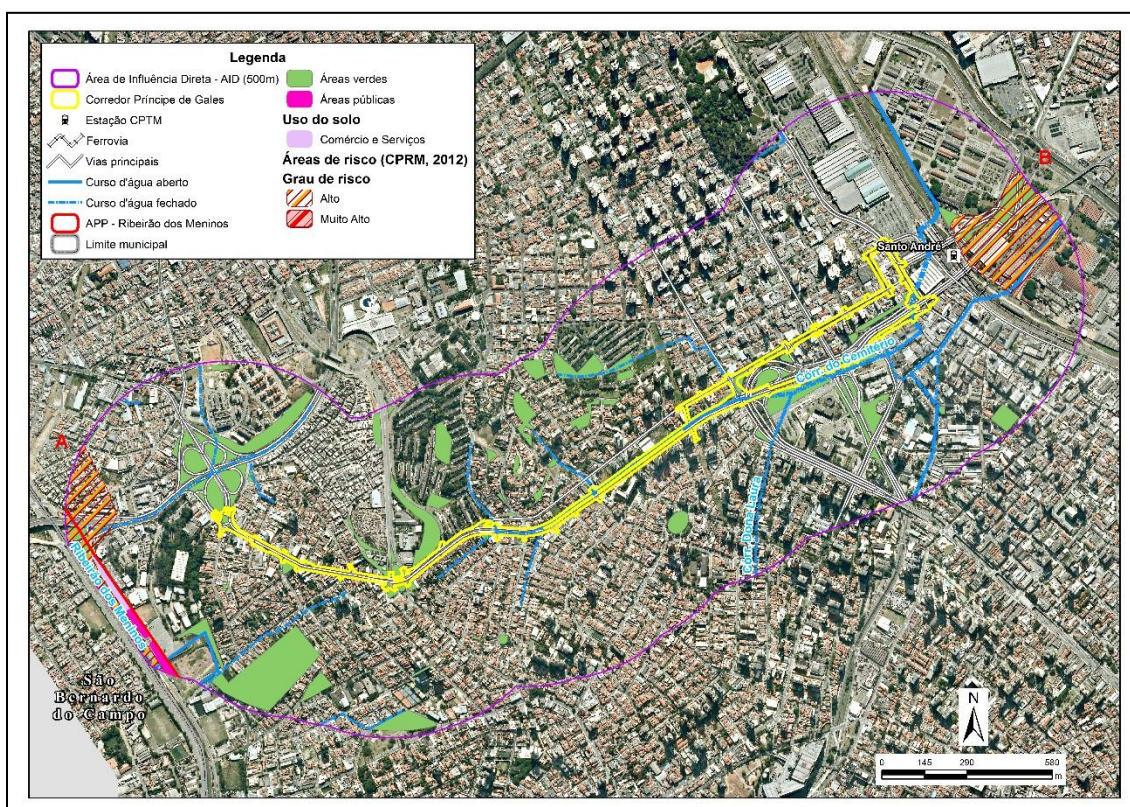 Legenda
Área de Influência Direta - AID (500m)
Corredor Príncipe de Gales
Estação CPTM
Ferrovia
Vias principais
Curso d'água aberto
Curso d'água fechado
APP - Ribeirão dos Meninos
Limite municipal
Áreas verdes
Áreas públicas
Uso do solo
Comércio e Serviços
Áreas de risco (CPRM, 2012)
Grau de risco
Alto
Muito Alto
B
Santo André
Corr. do Cemitério
A
Corr. Dona Laíza
Ribeirão dos Meninos
São
Bernardo
do Campo
N
0 145 290 580
m